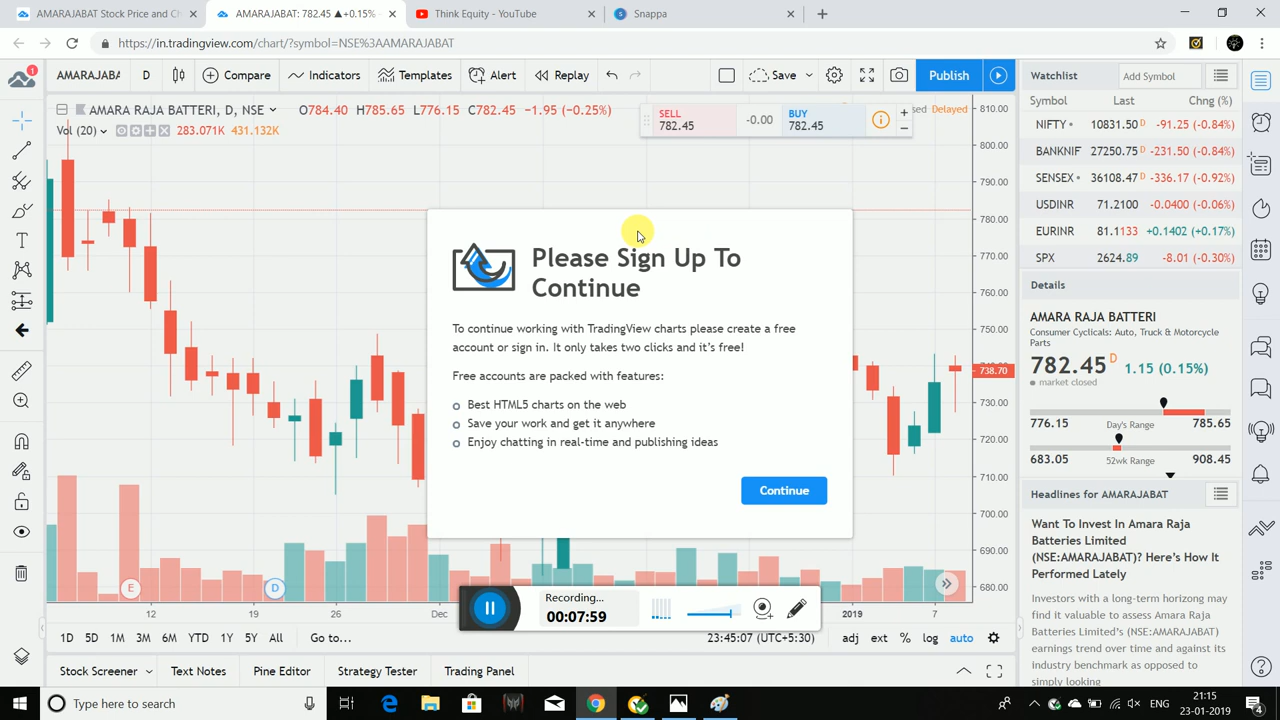 AMARAJABAT Stock Price and Ch
AMARAJABAT: 782.45 ▲+0.15%
Think Equity - YouTube
Snappa
https://in.tradingview.com/chart/?symbol=NSE%3AAMARAJABAT
AMARAJABA D Compare Indicators Templates Alert Replay Save Publish
AMARA RAJA BATTERI, D, NSE O784.40 H785.65 L776.15 C782.45 -1.95 (-0.25%)
Vol (20) 283.071K 431.132K
SELL
782.45
-0.00
BUY
782.45
Delayed
810.00
800.00
790.00
780.00
770.00
760.00
750.00
738.70
730.00
720.00
710.00
700.00
690.00
680.00
Please Sign Up To
Continue
To continue working with TradingView charts please create a free
account or sign in. It only takes two clicks and it's free!
Free accounts are packed with features:
Best HTML5 charts on the web
Save your work and get it anywhere
Enjoy chatting in real-time and publishing ideas
Continue
E
D
Recording...
00:07:59
12 19 26 Dec 2019 7
1D 5D 1M 3M 6M YTD 1Y 5Y All Go to...
23:45:07 (UTC+5:30) adj ext % log auto
Stock Screener Text Notes Pine Editor Strategy Tester Trading Panel
Watchlist Add Symbol
Symbol Last Chng (%)
NIFTY 10831.50 D -91.25 (-0.84%)
BANKNIF 27250.75 D -231.50 (-0.84%)
SENSEX 36108.47 D -336.17 (-0.92%)
USDINR 71.2100 -0.0400 (-0.06%)
EURINR 81.1133 +0.1402 (+0.17%)
SPX 2624.89 -8.01 (-0.30%)
Details
AMARA RAJA BATTERI
Consumer Cyclicals: Auto, Truck & Motorcycle
Parts
782.45 D 1.15 (0.15%)
market closed
776.15 Day's Range 785.65
683.05 52wk Range 908.45
Headlines for AMARAJABAT
Want To Invest In Amara Raja
Batteries Limited
(NSE:AMARAJABAT)? Here's How It
Performed Lately
Investors with a long-term horizong may
find it valuable to assess Amara Raja
Batteries Limited's (NSE:AMARAJABAT)
earnings trend over time and against its
industry benchmark as opposed to
simply looking
Type here to search
ENG
21:15
23-01-2019